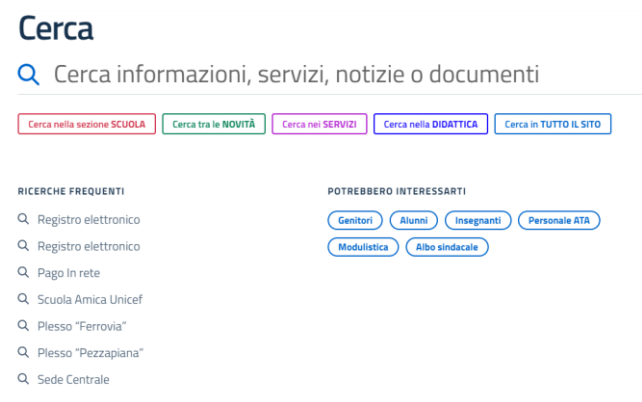 Cerca
Cerca informazioni, servizi, notizie o documenti
Cerca nella sezione SCUOLA
Cerca tra le NOVITÀ
Cerca nei SERVIZI
Cerca nella DIDATTICA
Cerca in TUTTO IL SITO
RICERCHE FREQUENTI
Registro elettronico
Registro elettronico
Pago In rete
Scuola Amica Unicef
Plesso "Ferrovia"
Plesso "Pezzapiana"
Sede Centrale
POTREBBERO INTERESSARTI
Genitori
Alunni
Insegnanti
Personale ATA
Modulistica
Albo sindacale